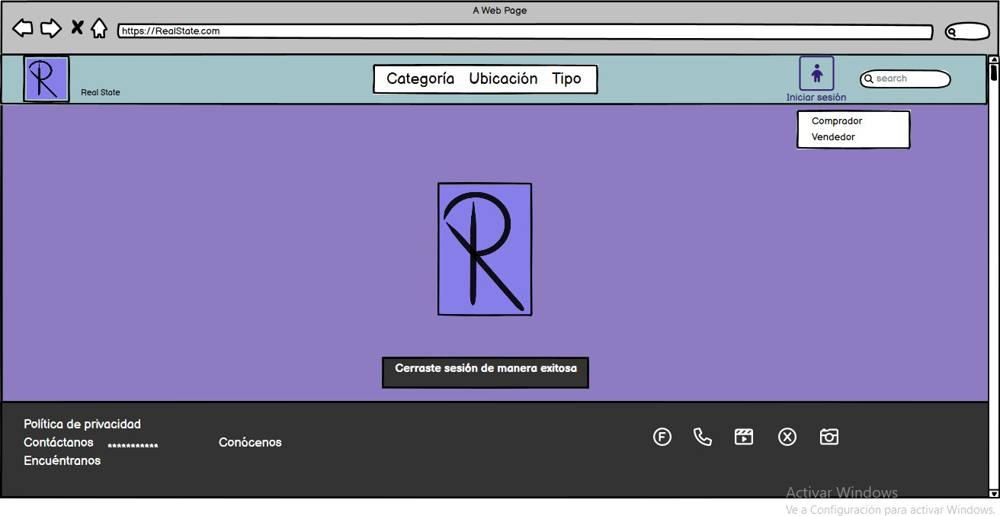 A Web Page
https://RealState.com
R
Real State
Categoría Ubicación Tipo
Iniciar sesión
search
Comprador
Vendedor
R
Cerraste sesión de manera exitosa
Política de privacidad
Contáctanos ***********
Conócenos
Encuéntranos
F
X
Activar Windows
Ve a Configuración para activar Windows.